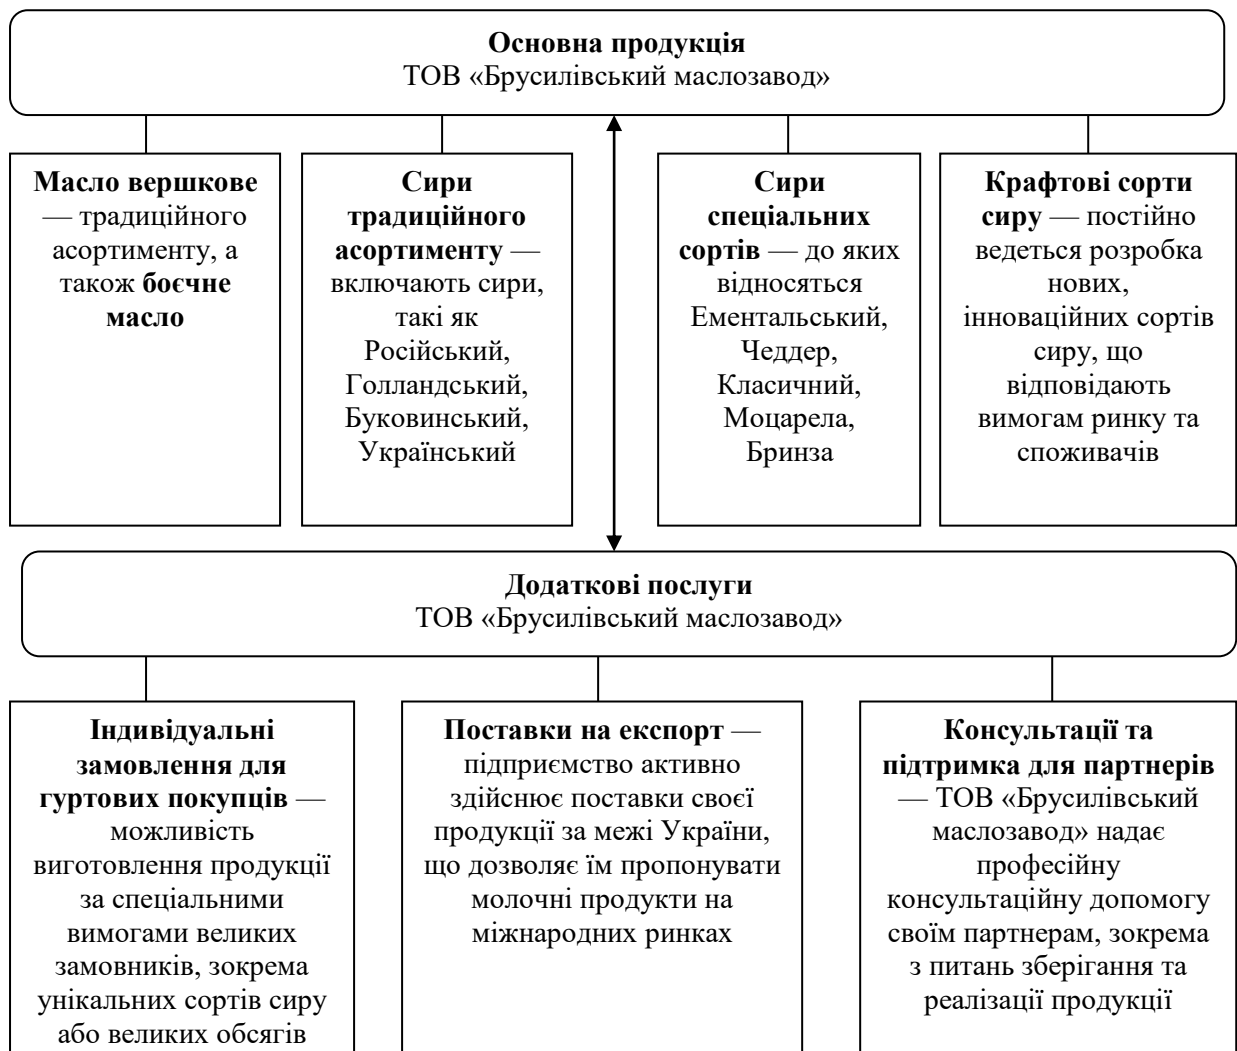 Основна продукція
ТОВ «Брусилівський маслозавод»
Масло вершкове
— традиційного
асортименту, а
також боєчне
масло
Сири
традиційного
асортименту —
включають сири,
такі як
Російський,
Голландський,
Буковинський,
Український
Сири
спеціальних
сортів — до яких
відносяться
Ементальський,
Чеддер,
Класичний,
Моцарела,
Бринза
Крафтові сорти
сиру — постійно
ведеться розробка
нових,
інноваційних сортів
сиру, що
відповідають
вимогам ринку та
споживачів
Додаткові послуги
ТОВ «Брусилівський маслозавод»
Індивідуальні
замовлення для
гуртових покупців —
можливість
виготовлення продукції
за спеціальними
вимогами великих
замовників, зокрема
унікальних сортів сиру
або великих обсягів
Поставки на експорт —
підприємство активно
здійснює поставки своєї
продукції за межі України,
що дозволяє їм пропонувати
молочні продукти на
міжнародних ринках
Консультації та
підтримка для партнерів
— ТОВ «Брусилівський
маслозавод» надає
професійну
консультаційну допомогу
своїм партнерам, зокрема
з питань зберігання та
реалізації продукції